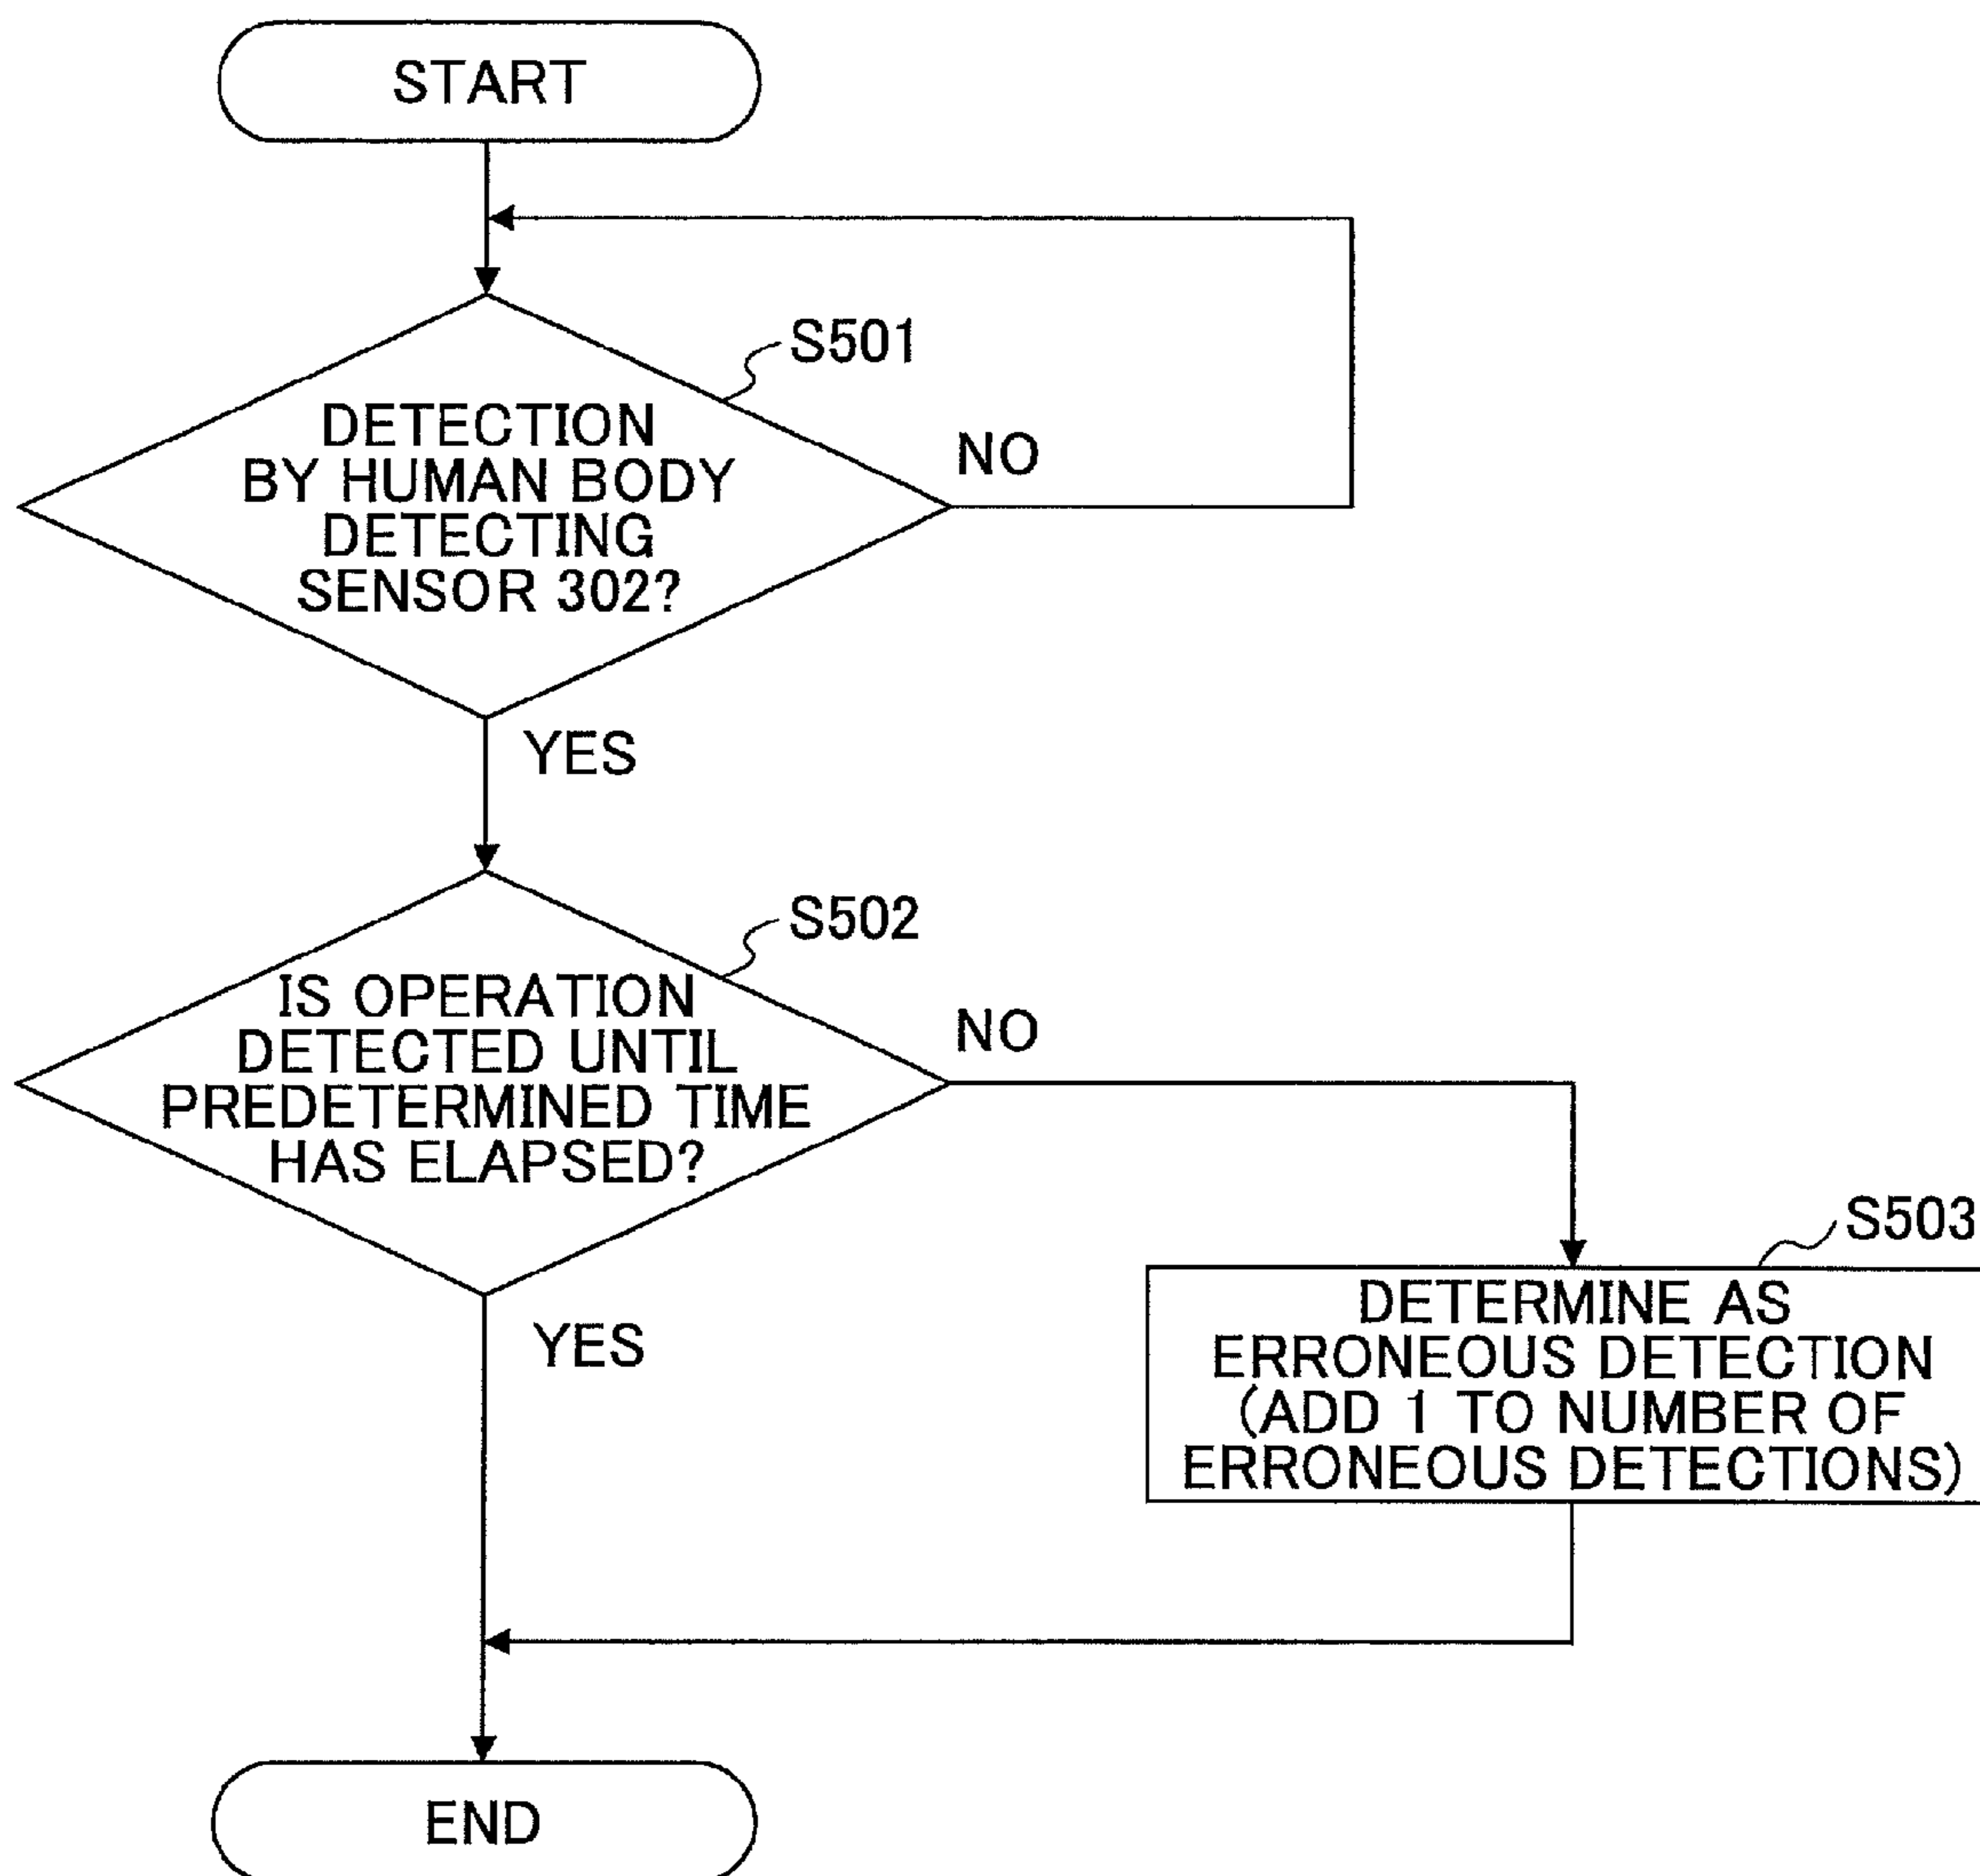 START
S501
DETECTION
BY HUMAN BODY
DETECTING
SENSOR 302?
NO
YES
S502
IS OPERATION
DETECTED UNTIL
PREDETERMINED TIME
HAS ELAPSED?
NO
YES
S503
DETERMINE AS
ERRONEOUS DETECTION
(ADD 1 TO NUMBER OF
ERRONEOUS DETECTIONS)
END